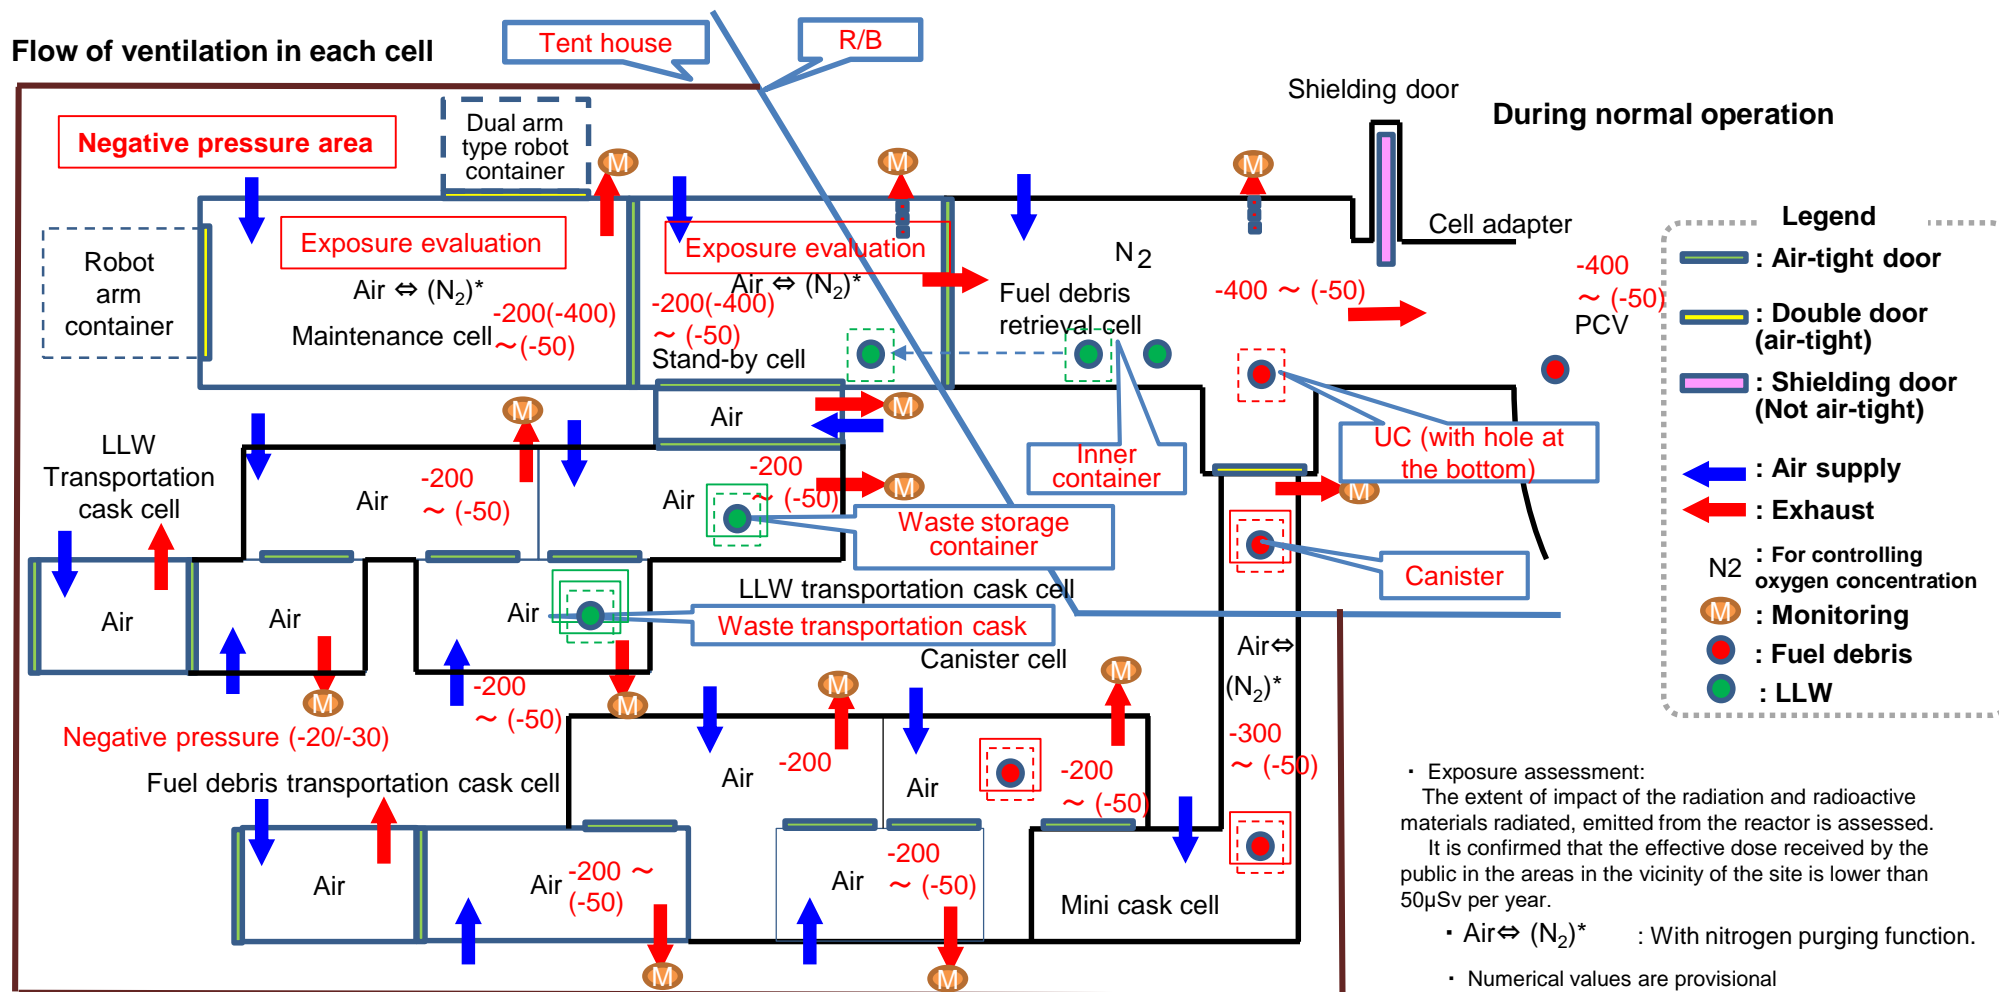 Flow of ventilation in each cell
Tent house
R/B
Shielding door
During normal operation
Negative pressure area
Dual arm
type robot
container
M
M
M
Cell adapter
Robot
arm
container
Exposure evaluation
Air ⇔ (N2)*
Maintenance cell
-200(-400)
～(-50)
Exposure evaluation
Air ⇔ (N2)*
-200(-400)
～ (-50)
Stand-by cell
N2
Fuel debris
retrieval cell
-400 ～ (-50)
-400
～ (-50)
PCV
Legend
: Air-tight door
: Double door
(air-tight)
: Shielding door
(Not air-tight)
: Air supply
: Exhaust
N2
: For controlling
oxygen concentration
M
: Monitoring
: Fuel debris
: LLW
Air
M
M
LLW
Transportation
cask cell
Air
-200
～ (-50)
Air
-200
～ (-50)
M
Inner
container
UC (with hole at
the bottom)
M
Waste storage
container
Canister
Air
Air
Air
LLW transportation cask cell
Waste transportation cask
Canister cell
Air⇔
(N2)*
M
-200
～ (-50)
M
M
M
Negative pressure (-20/-30)
Fuel debris transportation cask cell
Air
-200
Air
-200
～ (-50)
-300
～ (-50)
Air
Air
-200 ～
(-50)
Air
-200
～ (-50)
Mini cask cell
M
M
・ Exposure assessment:
The extent of impact of the radiation and radioactive
materials radiated, emitted from the reactor is assessed.
It is confirmed that the effective dose received by the
public in the areas in the vicinity of the site is lower than
50μSv per year.
・ Air⇔ (N2)* : With nitrogen purging function.
・ Numerical values are provisional